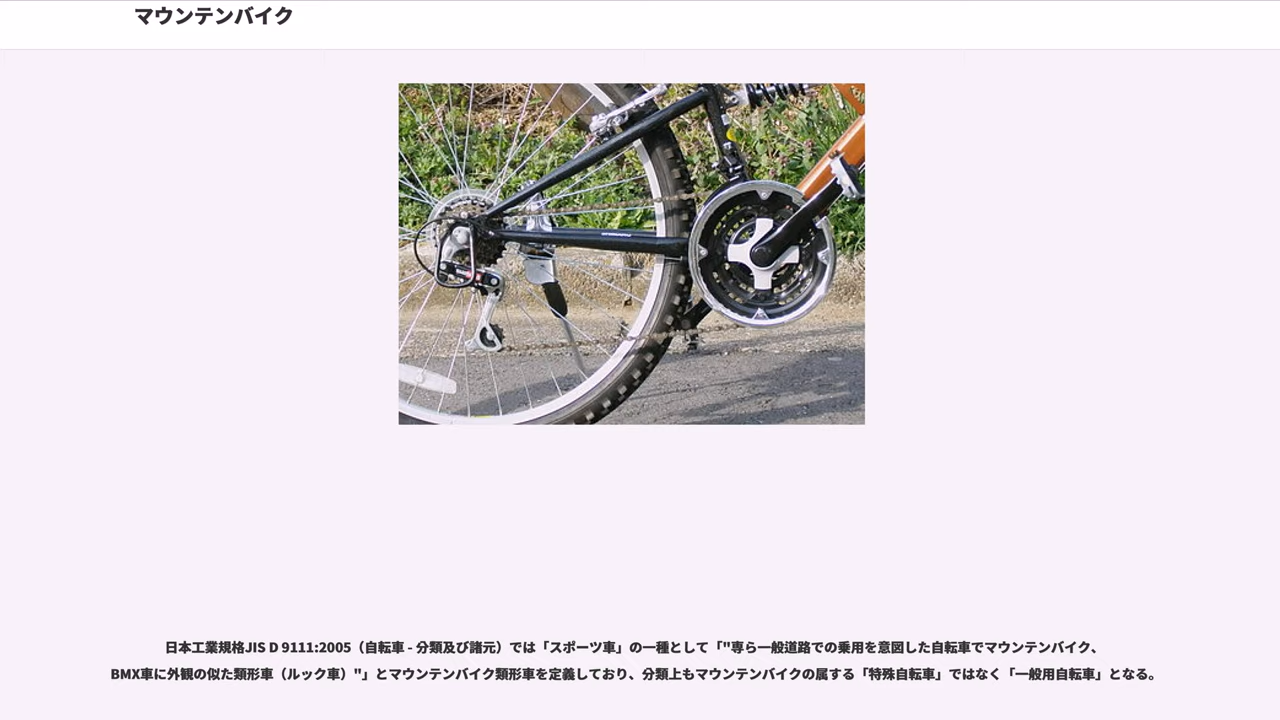 マウンテンバイク
日本工業規格JIS D 9111:2005（自転車 - 分類及び諸元）では「スポーツ車」の一種として「"専ら一般道路での乗用を意図した自転車でマウンテンバイク、
BMX車に外観の似た類形車（ルック車）"」とマウンテンバイク類形車を定義しており、分類上もマウンテンバイクの属する「特殊自転車」ではなく「一般用自転車」となる。